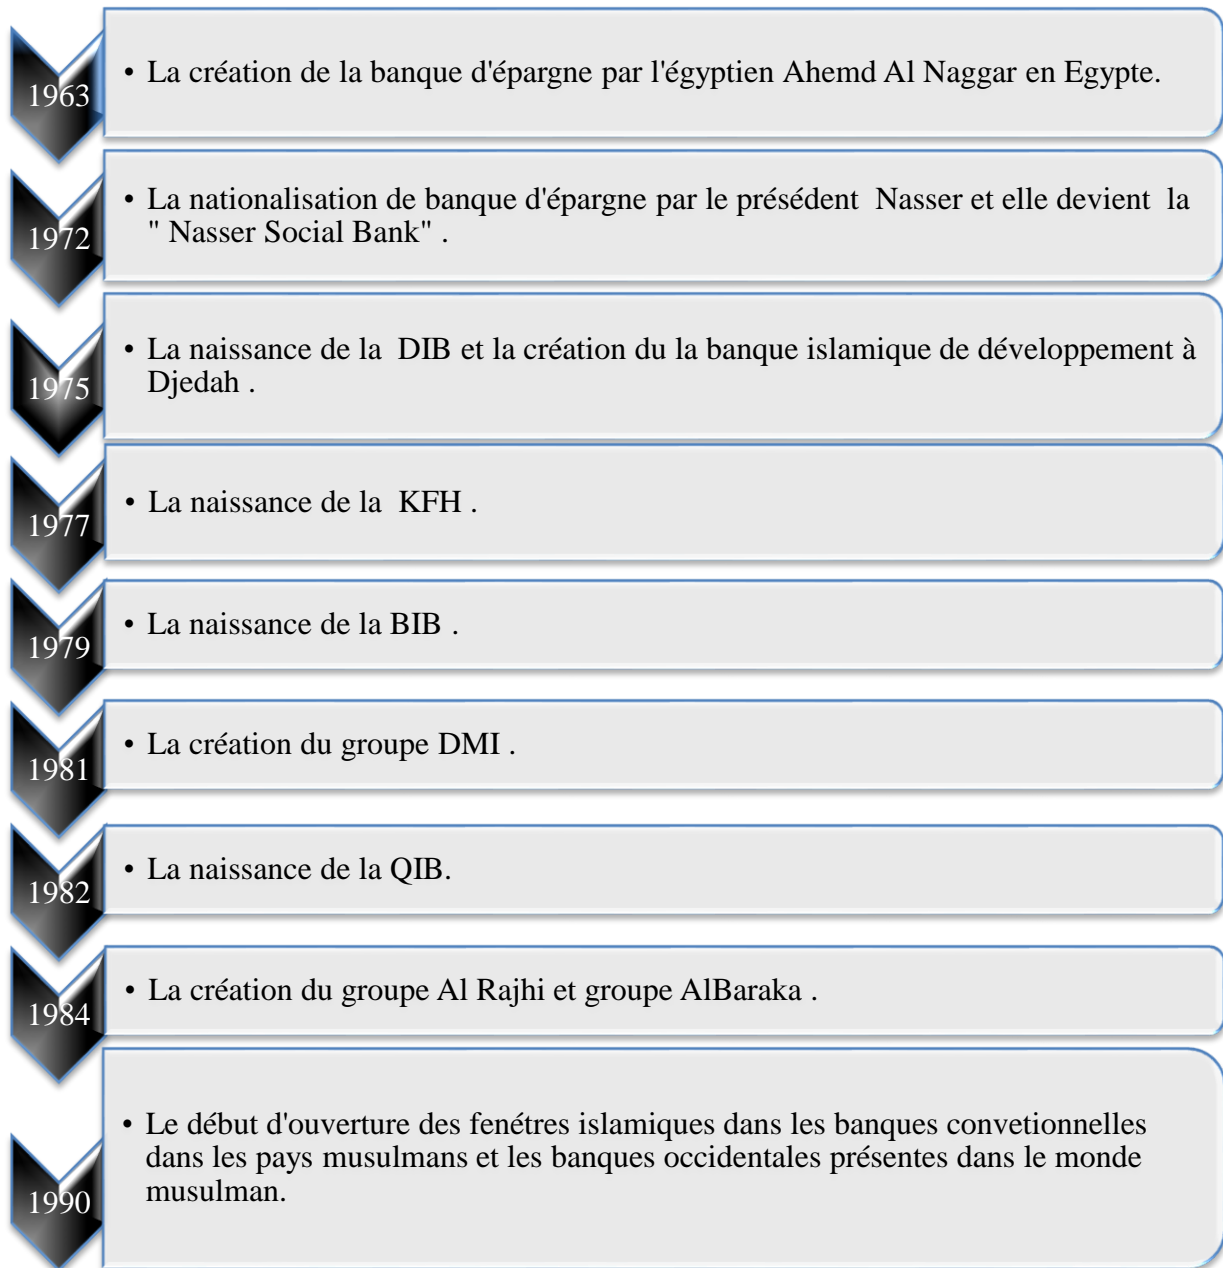 1963
• La création de la banque d'épargne par l'égyptien Ahemd Al Naggar en Egypte.
1972
• La nationalisation de banque d'épargne par le présédent Nasser et elle devient la
" Nasser Social Bank" .
1975
• La naissance de la DIB et la création du la banque islamique de développement à
Djedah .
1977
• La naissance de la KFH .
1979
• La naissance de la BIB .
1981
• La création du groupe DMI .
1982
• La naissance de la QIB.
1984
• La création du groupe Al Rajhi et groupe AlBaraka .
1990
• Le début d'ouverture des fenétres islamiques dans les banques convetionnelles
dans les pays musulmans et les banques occidentales présentes dans le monde
musulman.